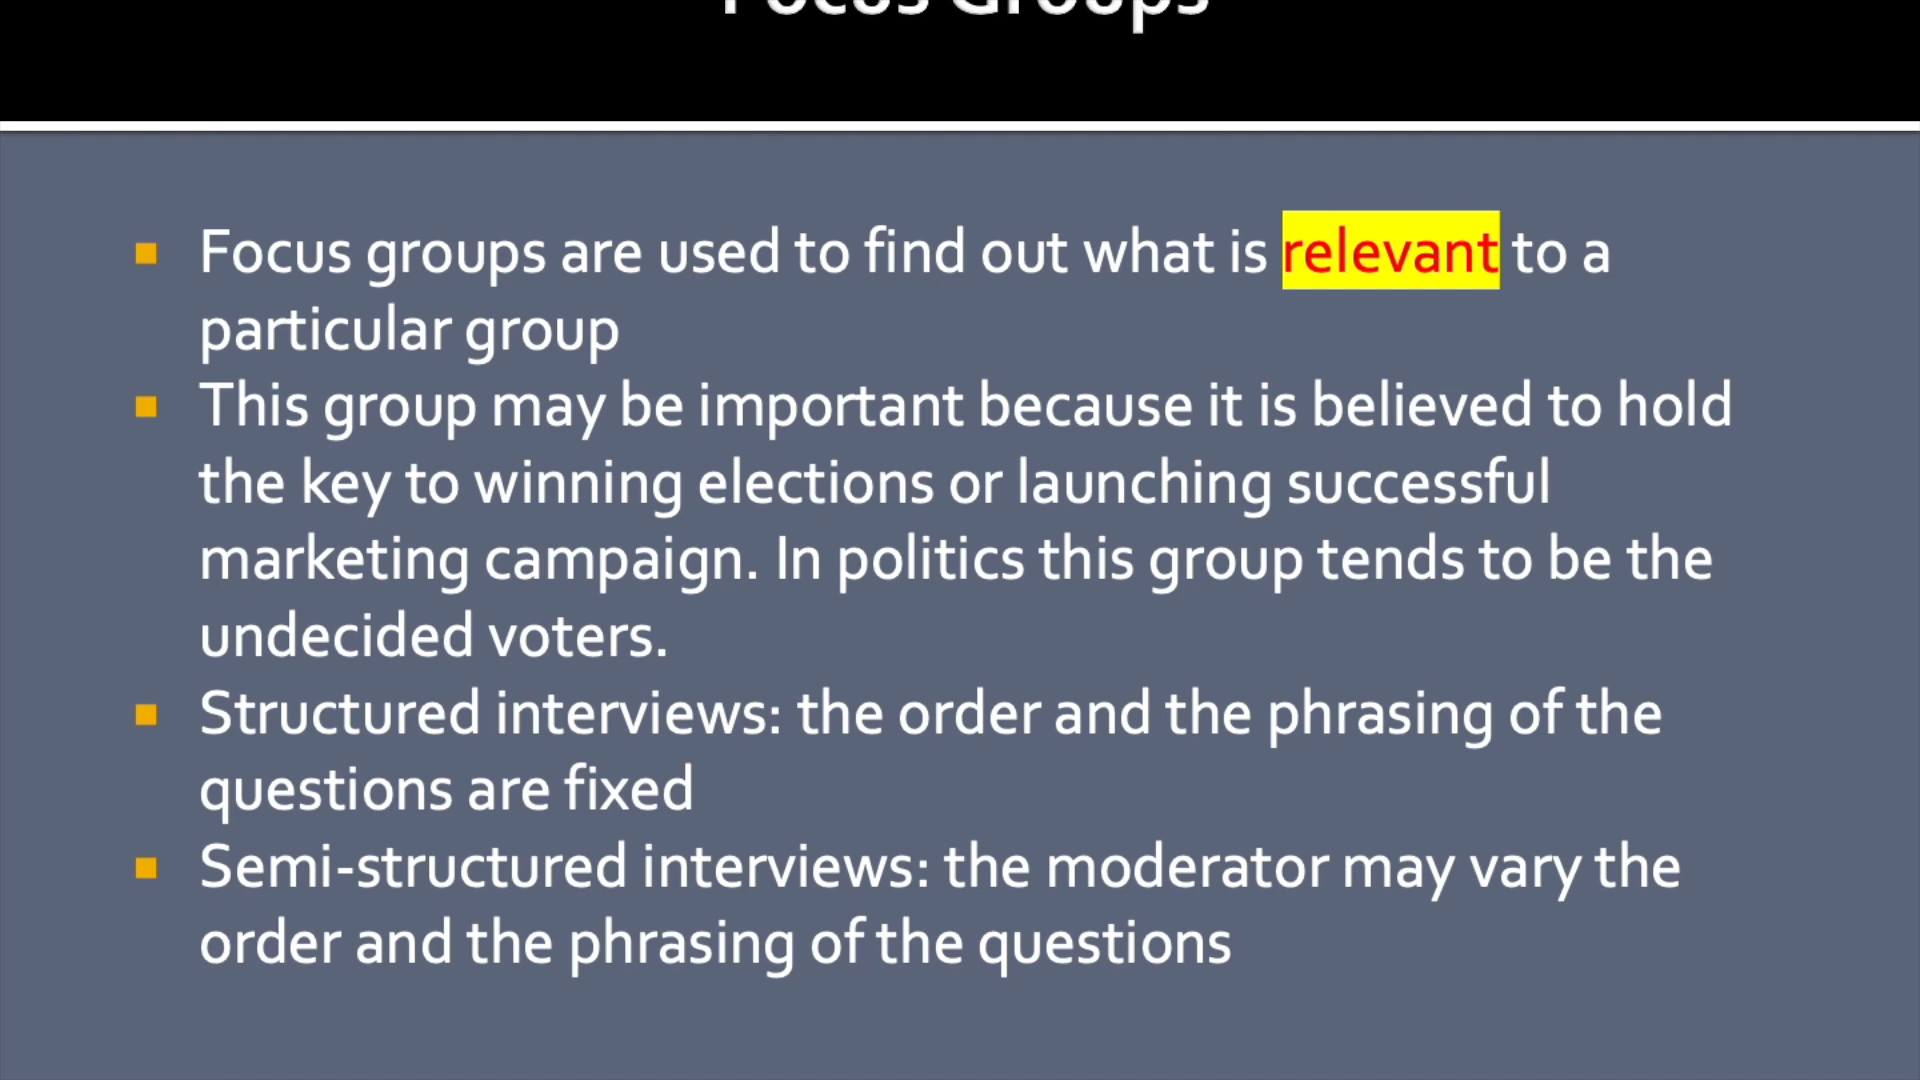 Focus Groups
Focus groups are used to find out what is relevant to a
particular group
This group may be important because it is believed to hold
the key to winning elections or launching successful
marketing campaign. In politics this group tends to be the
undecided voters.
Structured interviews: the order and the phrasing of the
questions are fixed
Semi-structured interviews: the moderator may vary the
order and the phrasing of the questions